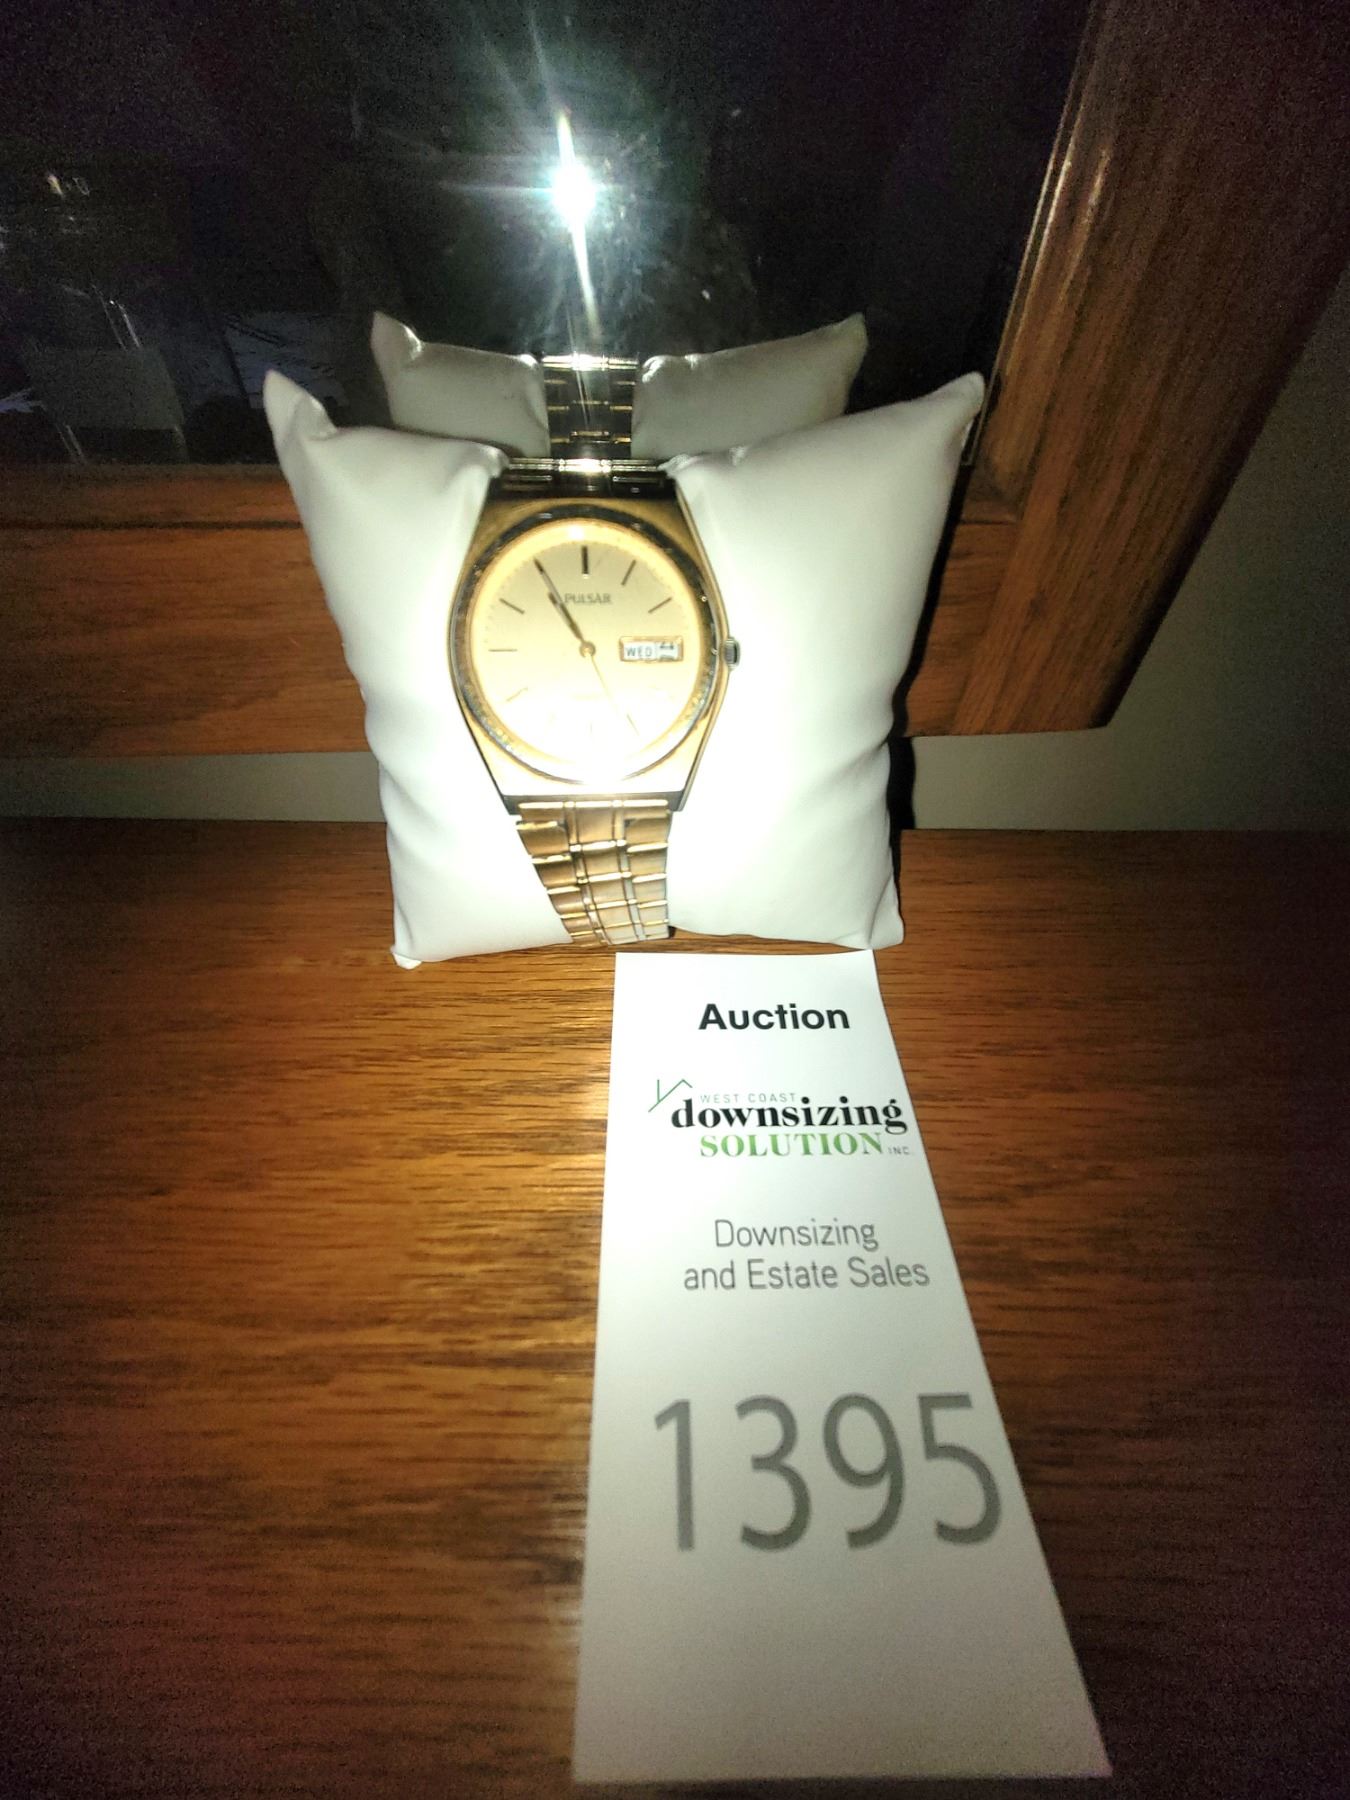 PULSAR
WED
Auction
WEST COAST
downsizing
SOLUTION INC.
Downsizing
and Estate Sales
1395